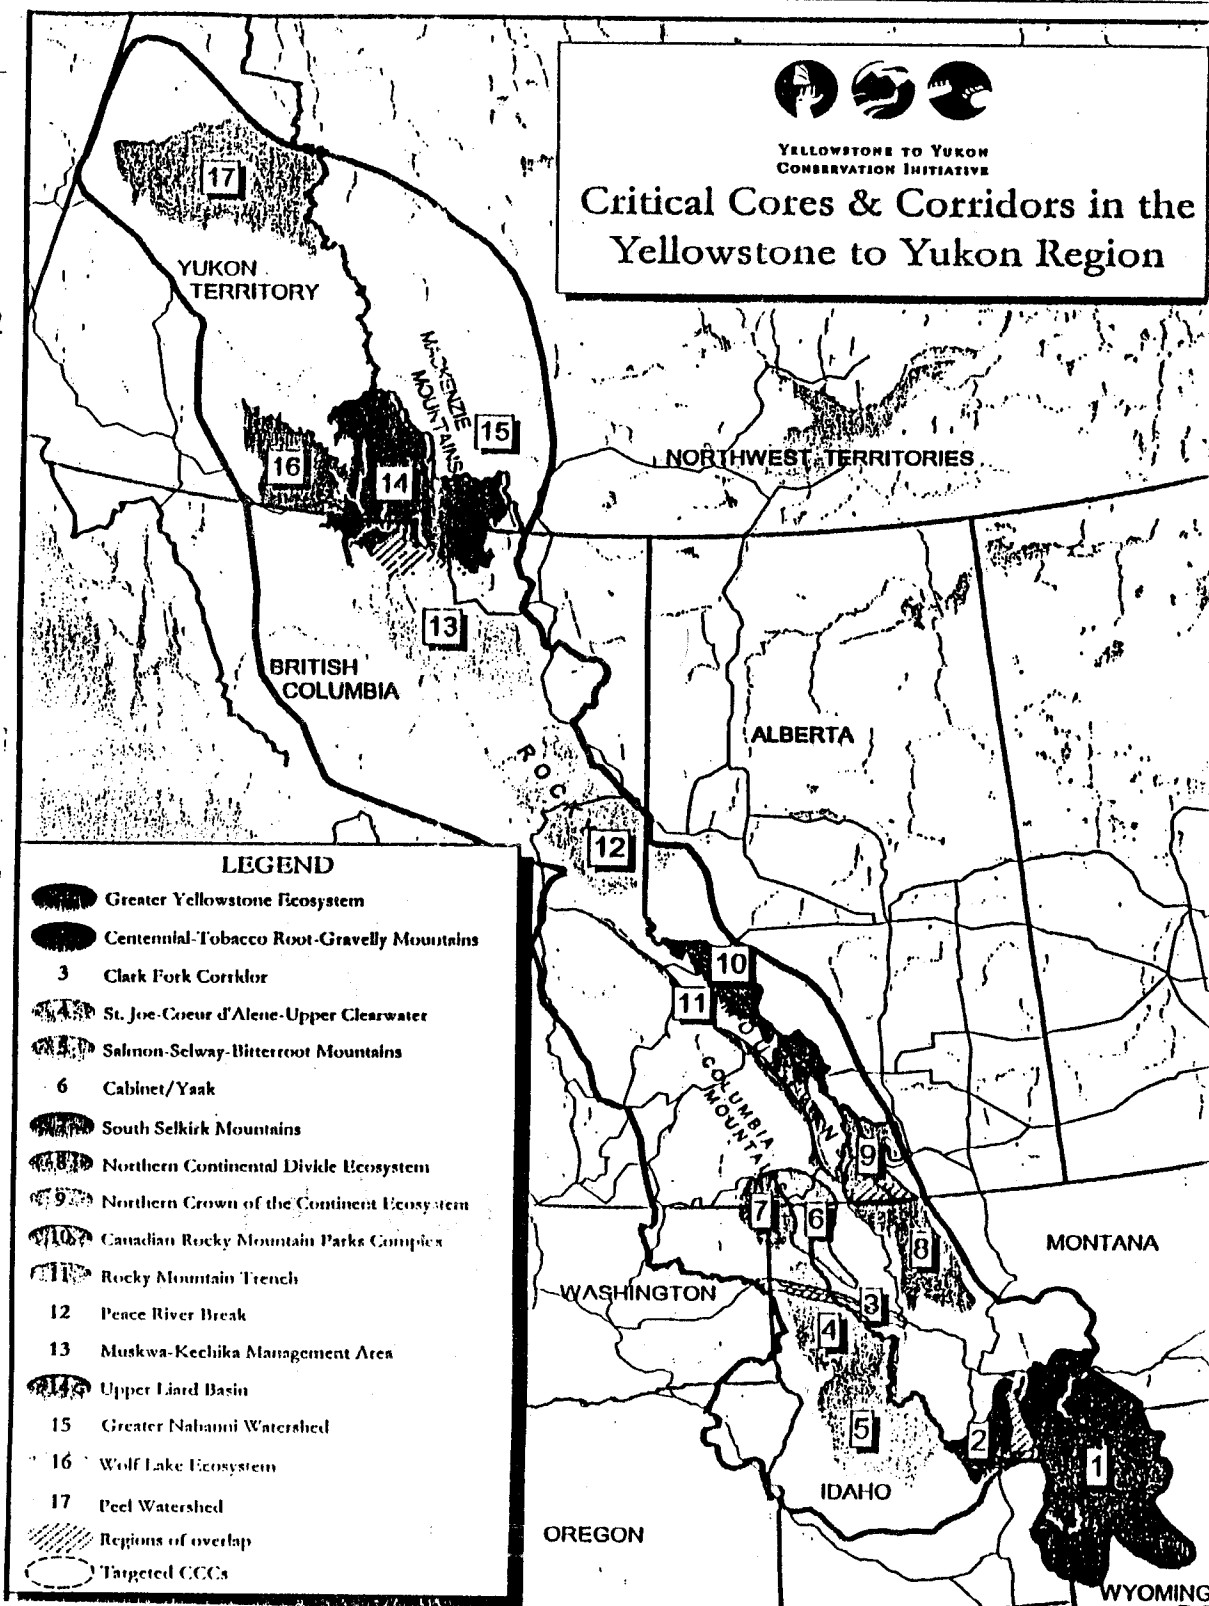 YELLOWSTONE TO YUKON
CONSERVATION INITIATIVE
Critical Cores & Corridors in the
Yellowstone to Yukon Region
17
YUKON
TERRITORY
MACKENZIE
MOUNTAINS
15
16
14
NORTHWEST TERRITORIES
13
BRITISH
COLUMBIA
ALBERTA
12
10
11
COLUMBIA
9
7
6
8
MONTANA
WASHINGTON
3
4
5
2
1
IDAHO
OREGON
WYOMING
LEGEND
Greater Yellowstone Ecosystem
Centennial-Tobacco Root-Gravelly Mountains
3 Clark Fork Corridor
4 St. Joe-Coeur d'Alene-Upper Clearwater
5 Salmon-Selway-Bitterroot Mountains
6 Cabinet/Yaak
7 South Selkirk Mountains
8 Northern Continental Divide Ecosystem
9 Northern Crown of the Continent Ecosystem
10 Canadian Rocky Mountain Parks Complex
11 Rocky Mountain Trench
12 Peace River Break
13 Muskwa-Kechika Management Area
14 Upper Liard Basin
15 Greater Nahanni Watershed
16 Wolf Lake Ecosystem
17 Peel Watershed
Regions of overlap
Targeted CCCs